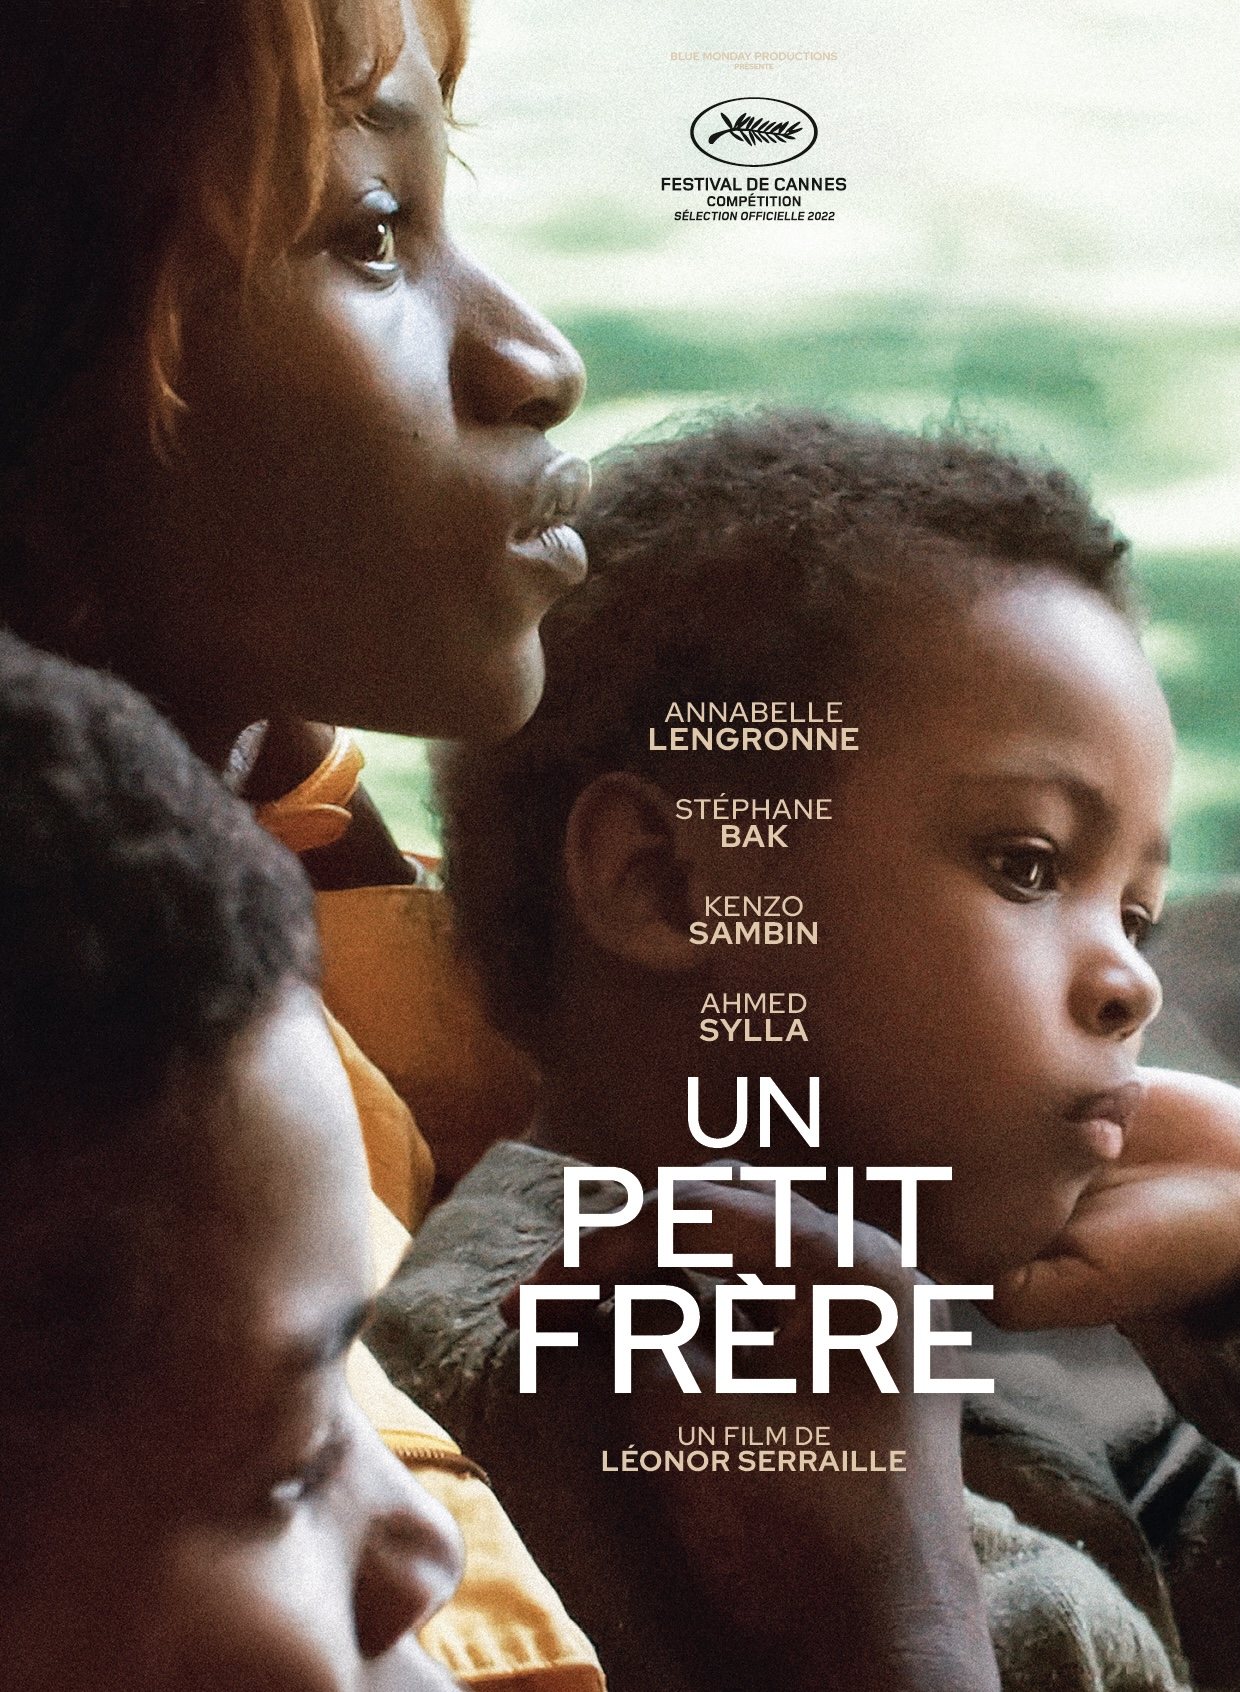 BLUE MONDAY PRODUCTIONS
PRÉSENTE
FESTIVAL DE CANNES
COMPÉTITION
SÉLECTION OFFICIELLE 2022
ANNABELLE
LENGRONNE
STÉPHANE
BAK
KENZO
SAMBIN
AHMED
SYLLA
UN
PETIT
FRÈRE
UN FILM DE
LÉONOR SERRAILLE